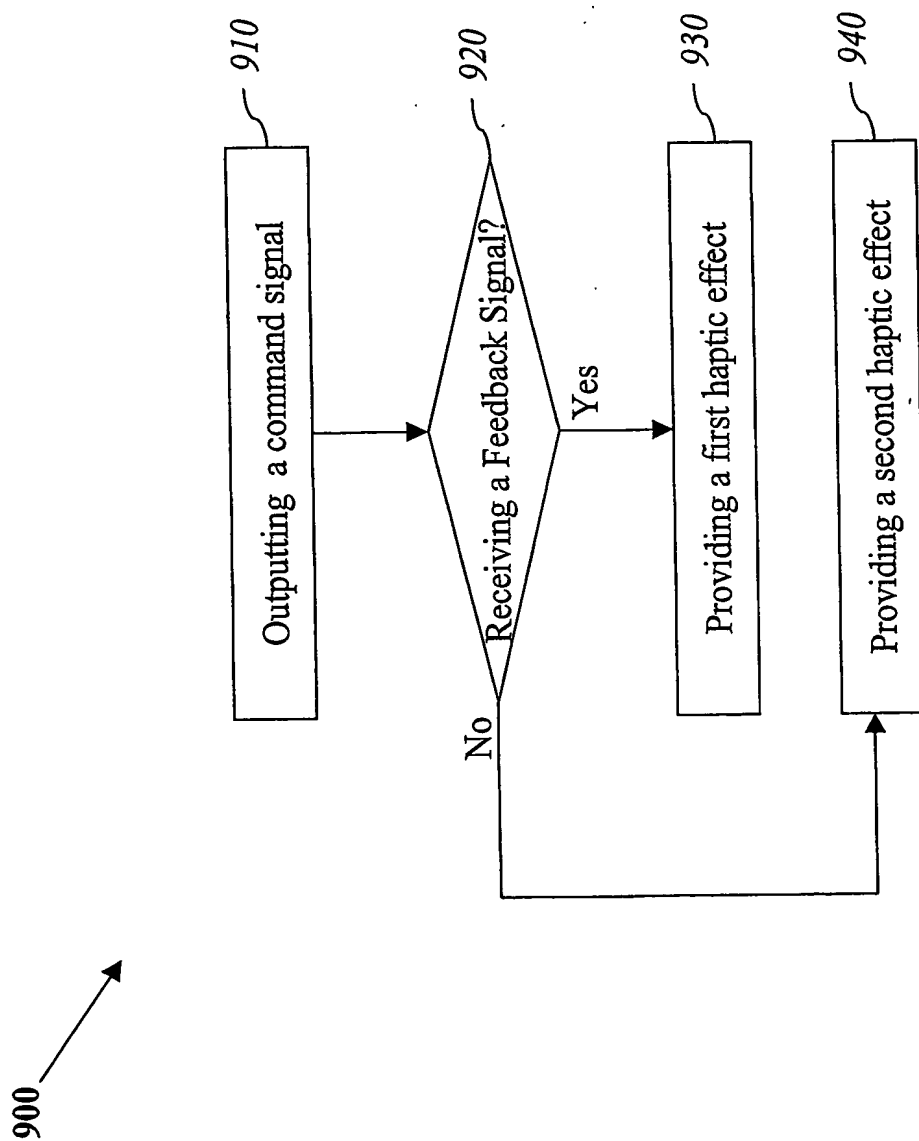 900
Outputting a command signal
910
Receiving a Feedback Signal?
920
Yes
No
Providing a first haptic effect
930
Providing a second haptic effect
940